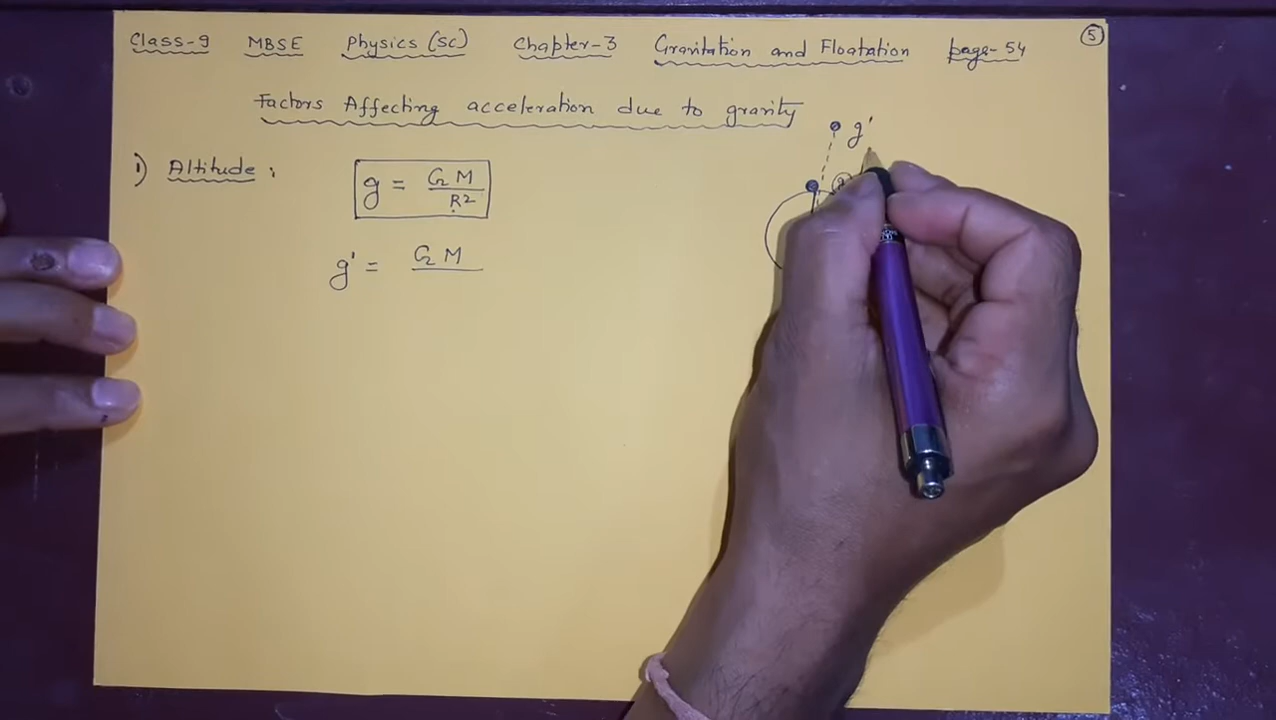 Class-9 MBSE Physics (SC) Chapter-3 Gravitation and Floatation page-54 5
Factors Affecting acceleration due to gravity
g'
i) Altitude :
g = GM / R²
g
g' = GM